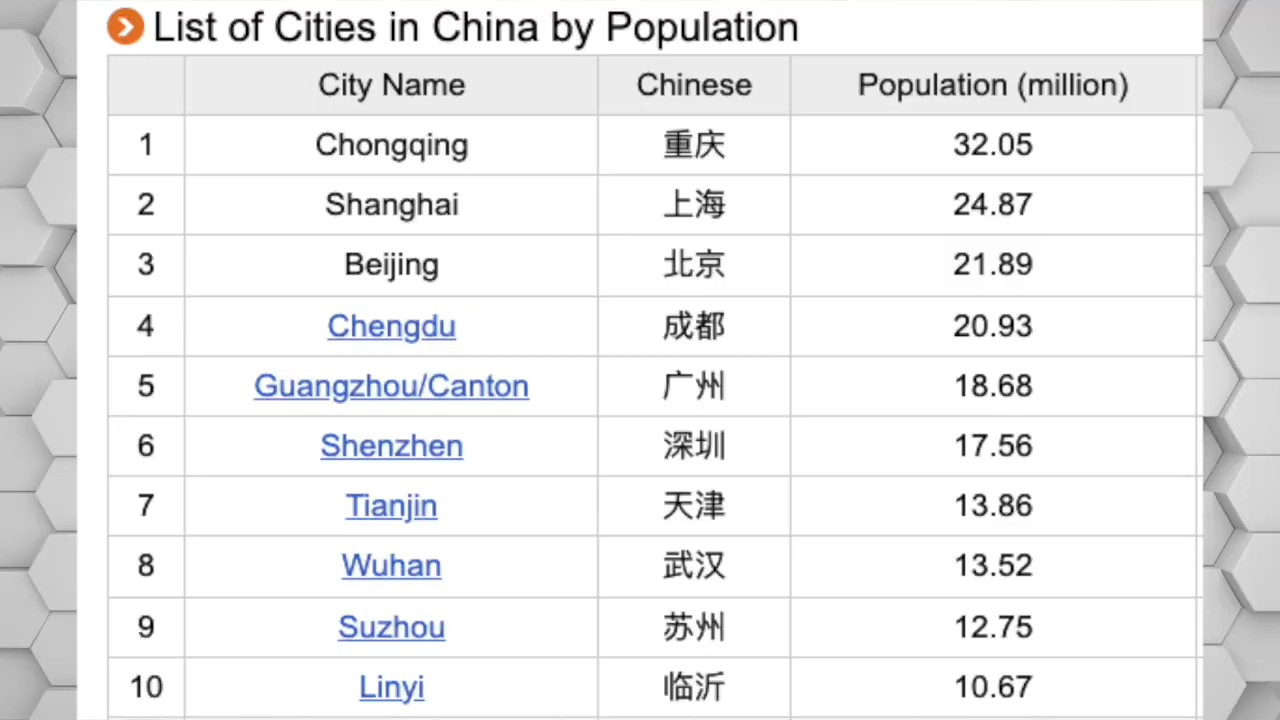 List of Cities in China by Population
City Name Chinese Population (million)
1 Chongqing 重庆 32.05
2 Shanghai 上海 24.87
3 Beijing 北京 21.89
4 Chengdu 成都 20.93
5 Guangzhou/Canton 广州 18.68
6 Shenzhen 深圳 17.56
7 Tianjin 天津 13.86
8 Wuhan 武汉 13.52
9 Suzhou 苏州 12.75
10 Linyi 临沂 10.67